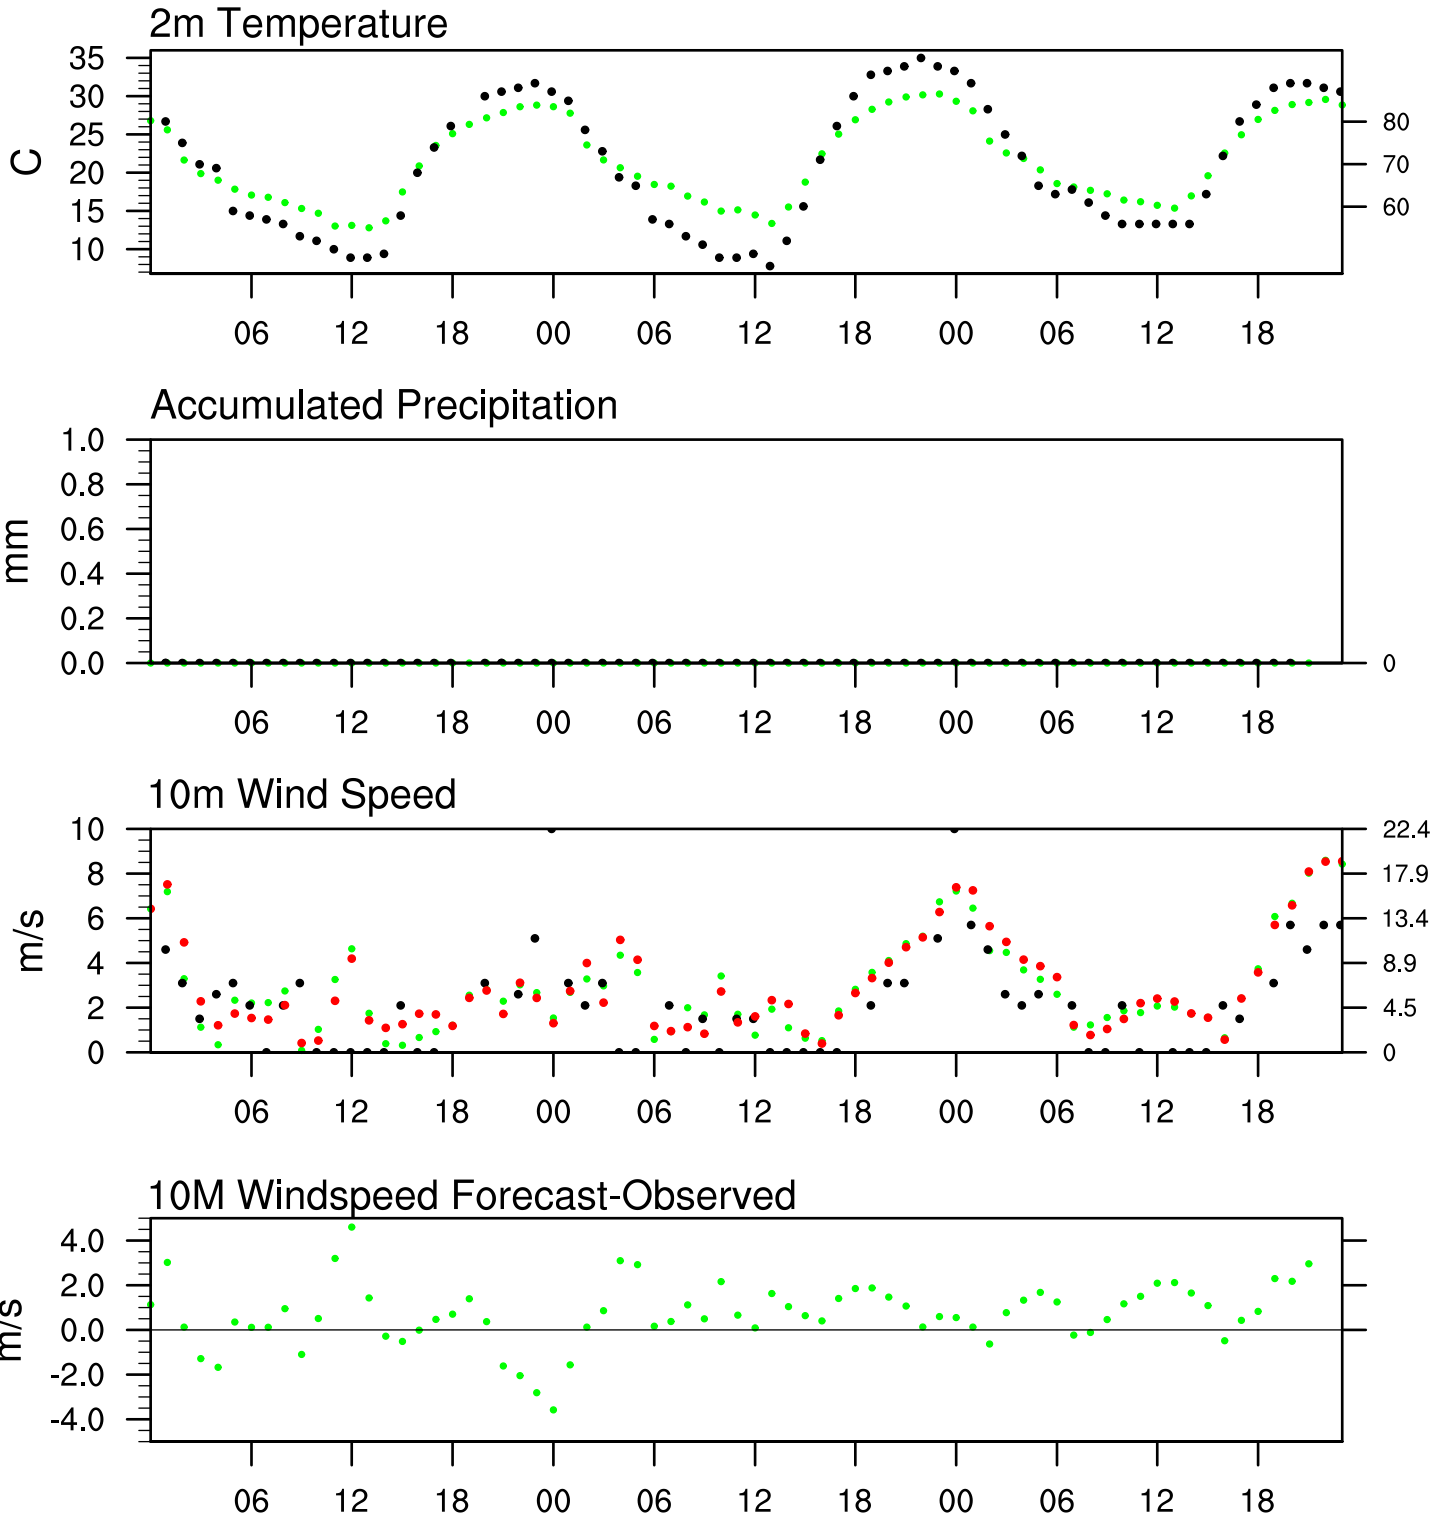 2m Temperature
35
30
25
20
15
10
C
80
70
60
06 12 18 00 06 12 18 00 06 12 18
Accumulated Precipitation
1.0
0.8
0.6
0.4
0.2
0.0
mm
0
06 12 18 00 06 12 18 00 06 12 18
10m Wind Speed
10
8
6
4
2
0
m/s
22.4
17.9
13.4
8.9
4.5
0
06 12 18 00 06 12 18 00 06 12 18
10M Windspeed Forecast-Observed
4.0
2.0
0.0
-2.0
-4.0
m/s
06 12 18 00 06 12 18 00 06 12 18